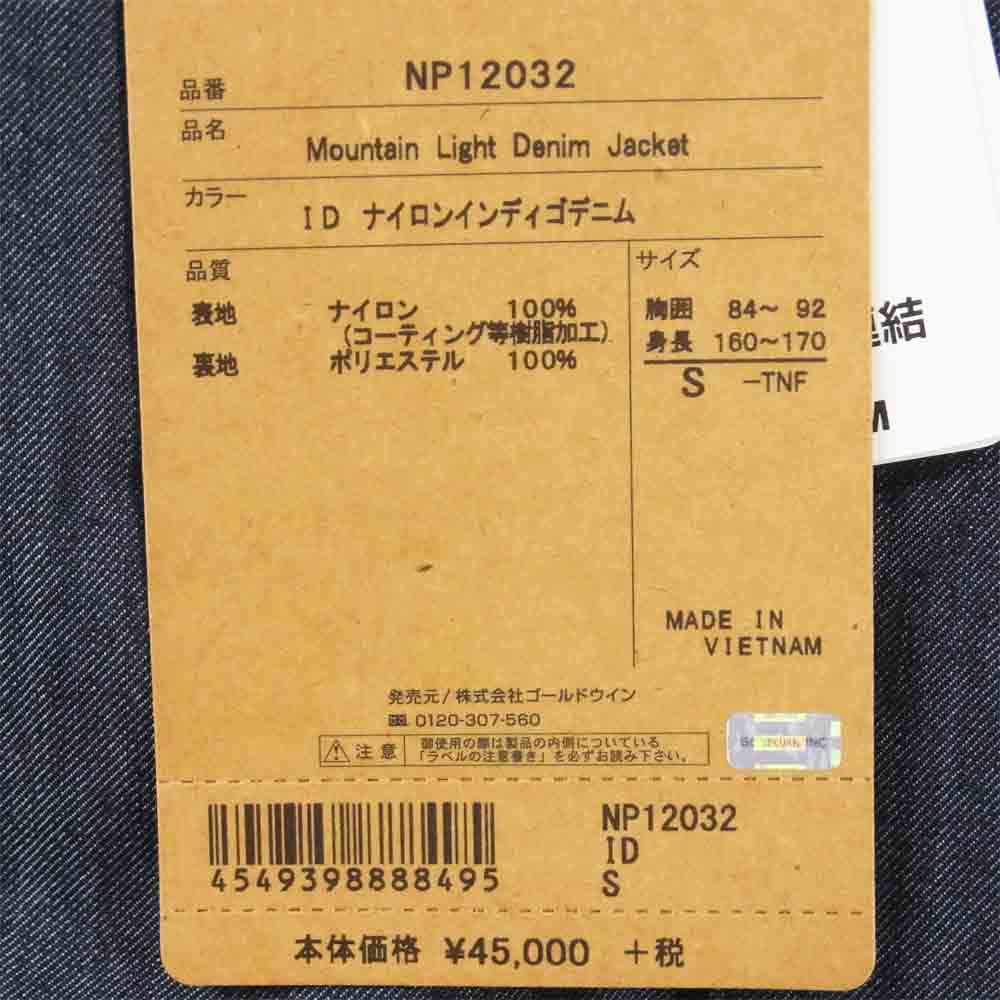 品番 NP12032
品名 Mountain Light Denim Jacket
カラー ID ナイロンインディゴデニム
品質
表地 ナイロン 100%
(コーティング等樹脂加工)
裏地 ポリエステル 100%
サイズ
胸囲 84～ 92
身長 160～170
S -TNF
MADE IN
VIETNAM
発売元/株式会社ゴールドウイン
0120-307-560
注意 御使用の際は製品の内側についている
「ラベルの注意書き」を必ずお読み下さい。
4549398888495
NP12032
ID
S
本体価格 ¥45,000 +税
結
M